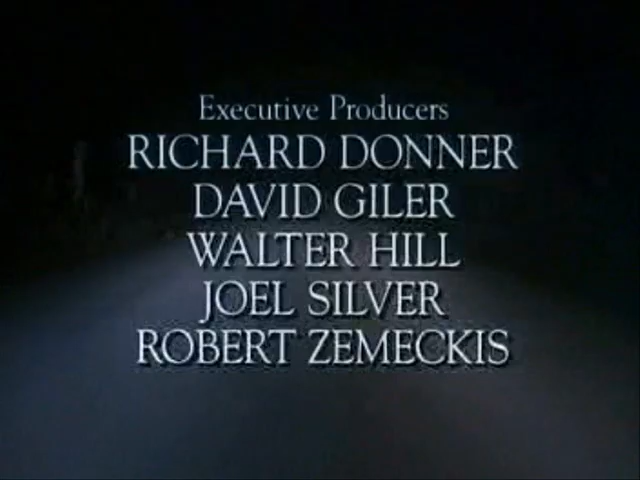 Executive Producers
RICHARD DONNER
DAVID GILER
WALTER HILL
JOEL SILVER
ROBERT ZEMECKIS